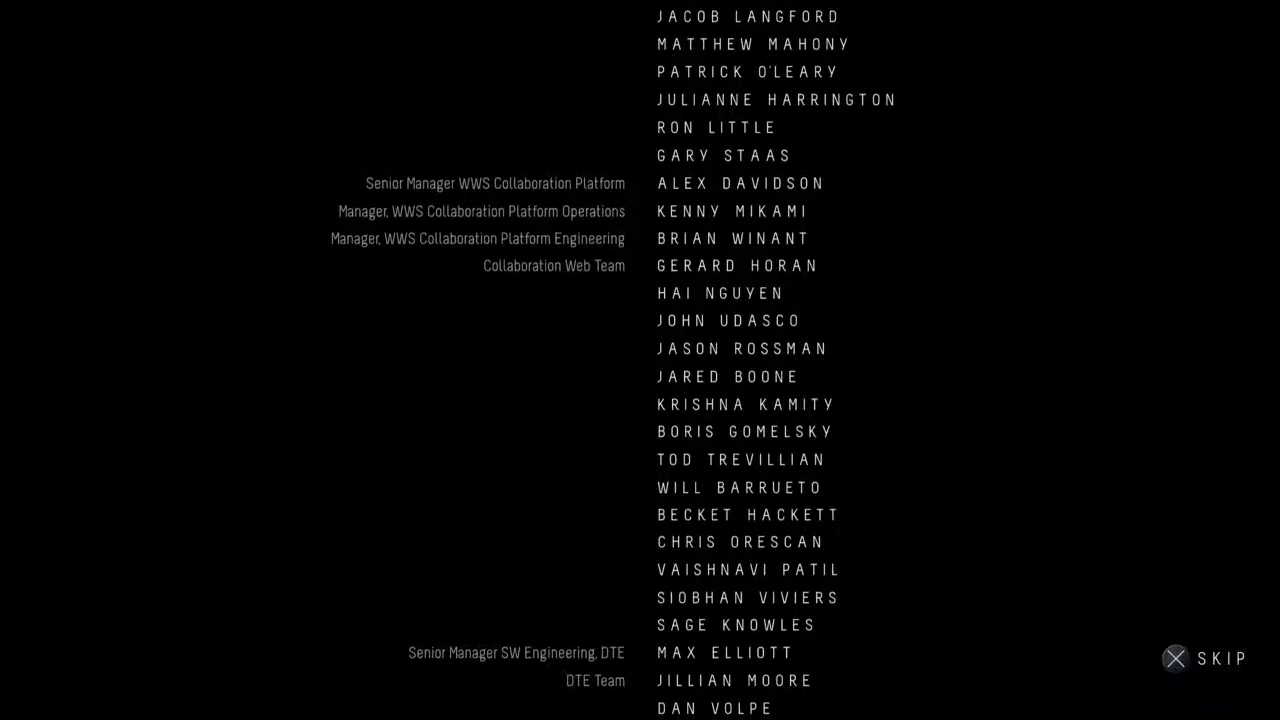 JACOB LANGFORD
MATTHEW MAHONY
PATRICK O'LEARY
JULIANNE HARRINGTON
RON LITTLE
GARY STAAS
Senior Manager WWS Collaboration Platform ALEX DAVIDSON
Manager, WWS Collaboration Platform Operations KENNY MIKAMI
Manager, WWS Collaboration Platform Engineering BRIAN WINANT
Collaboration Web Team GERARD HORAN
HAI NGUYEN
JOHN UDASCO
JASON ROSSMAN
JARED BOONE
KRISHNA KAMITY
BORIS GOMELSKY
TOD TREVILLIAN
WILL BARRUETO
BECKET HACKETT
CHRIS ORESCAN
VAISHNAVI PATIL
SIOBHAN VIVIERS
SAGE KNOWLES
Senior Manager SW Engineering, DTE MAX ELLIOTT
SKIP
DTE Team JILLIAN MOORE
DAN VOLPE